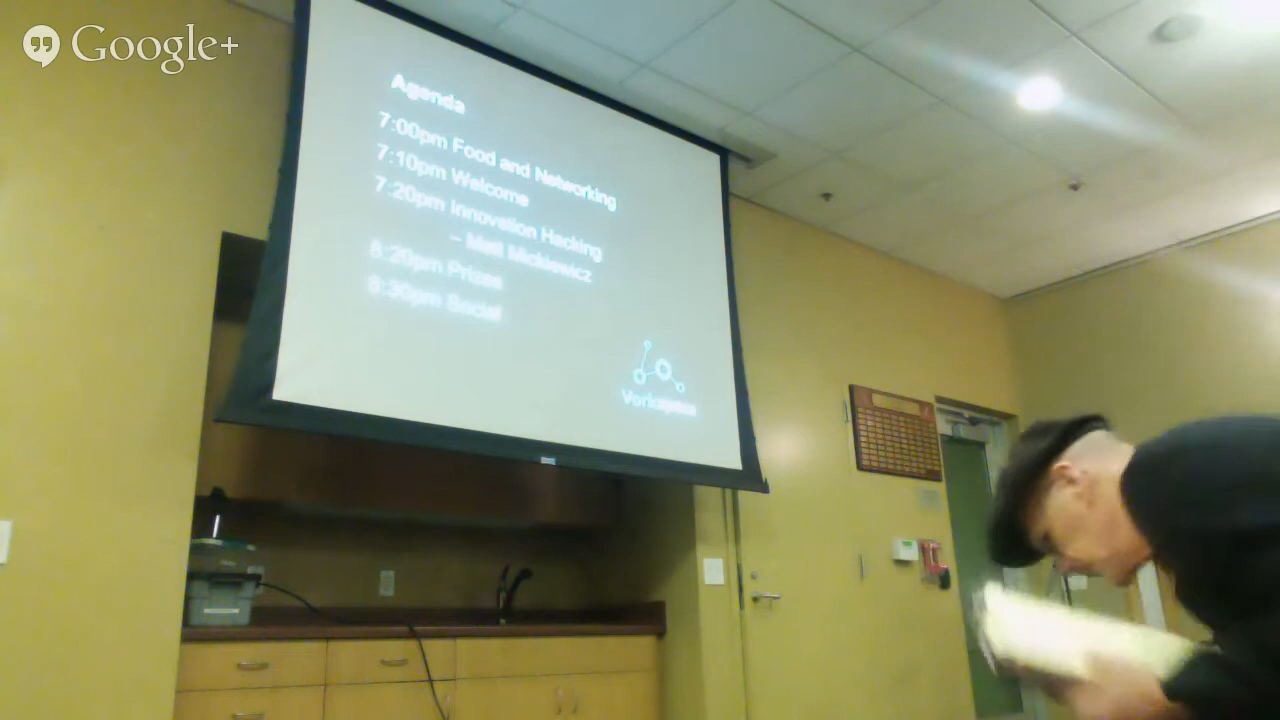 Google+
Agenda
7:00pm Food and Networking
7:10pm Welcome
7:20pm Innovation Hacking
– Matt Mickiewicz
8:20pm Prizes
8:30pm Social